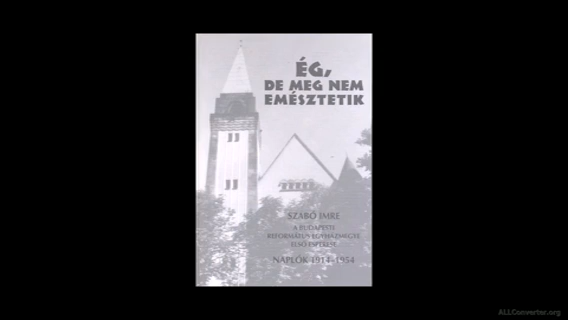 ÉG,
DE MEG NEM
EMÉSZTETIK
SZABÓ IMRE
A BUDAPESTI
REFORMÁTUS EGYHÁZMEGYE
ELSŐ ESPERESE
NAPLÓK 1914–1954
ALLConverter.org